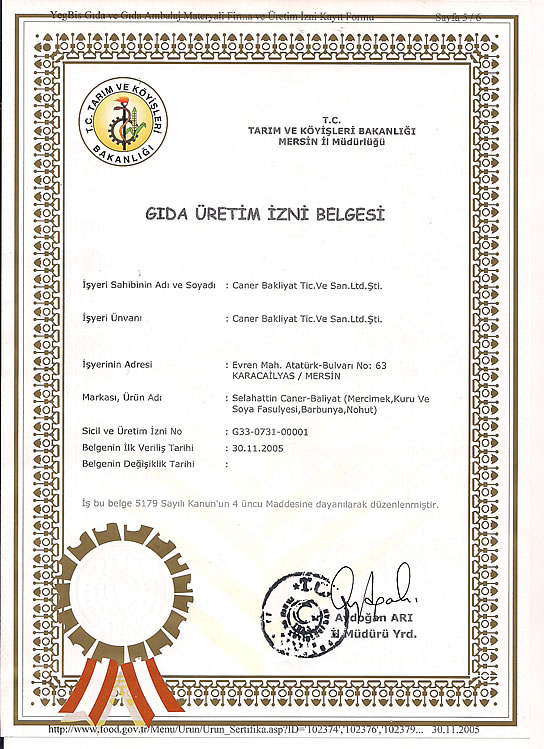 YegBis Gıda ve Gıda Ambalaj Materyali Firma ve Üretim İzni Kayıt Formu Sayfa 5 / 6
T.C. TARIM VE KÖYİŞLERİ
BAKANLIĞI
T.C.
TARIM VE KÖYİŞLERİ BAKANLIĞI
MERSİN İl Müdürlüğü
GIDA ÜRETİM İZNİ BELGESİ
İşyeri Sahibinin Adı ve Soyadı : Caner Bakliyat Tic.Ve San.Ltd.Şti.
İşyeri Ünvanı : Caner Bakliyat Tic.Ve San.Ltd.Şti.
İşyerinin Adresi : Evren Mah. Atatürk-Bulvarı No: 63
KARACAİLYAS / MERSİN
Markası, Ürün Adı : Selahattin Caner-Baliyat (Mercimek,Kuru Ve
Soya Fasulyesi,Barbunya,Nohut)
Sicil ve Üretim İzni No : G33-0731-00001
Belgenin İlk Veriliş Tarihi : 30.11.2005
Belgenin Değişiklik Tarihi :
İş bu belge 5179 Sayılı Kanun'un 4 üncu Maddesine dayanılarak düzenlenmiştir.
T.C.
Aydoğan ARI
İl Müdürü Yrd.
http://www.food.gov.tr/Menu/Urun/Urun_Sertifika.asp?ID='102374','102376','102379... 30.11.2005